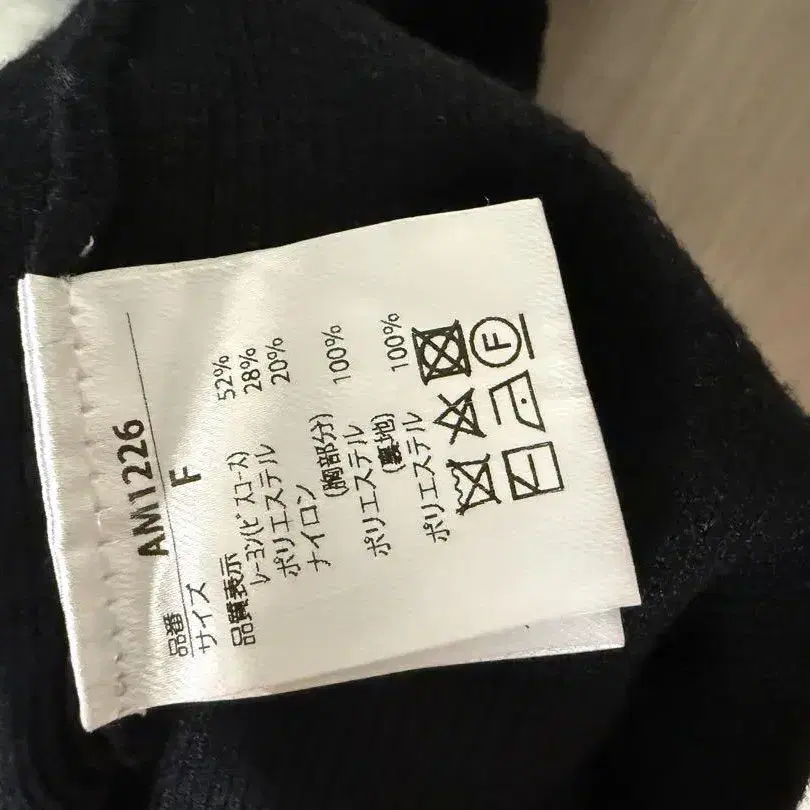 品番 AM1226
サイズ F
品質表示
レーヨン(ビスコース) 52%
ポリエステル 28%
ナイロン 20%
(胸部分)
ポリエステル 100%
(裏地)
ポリエステル 100%
F